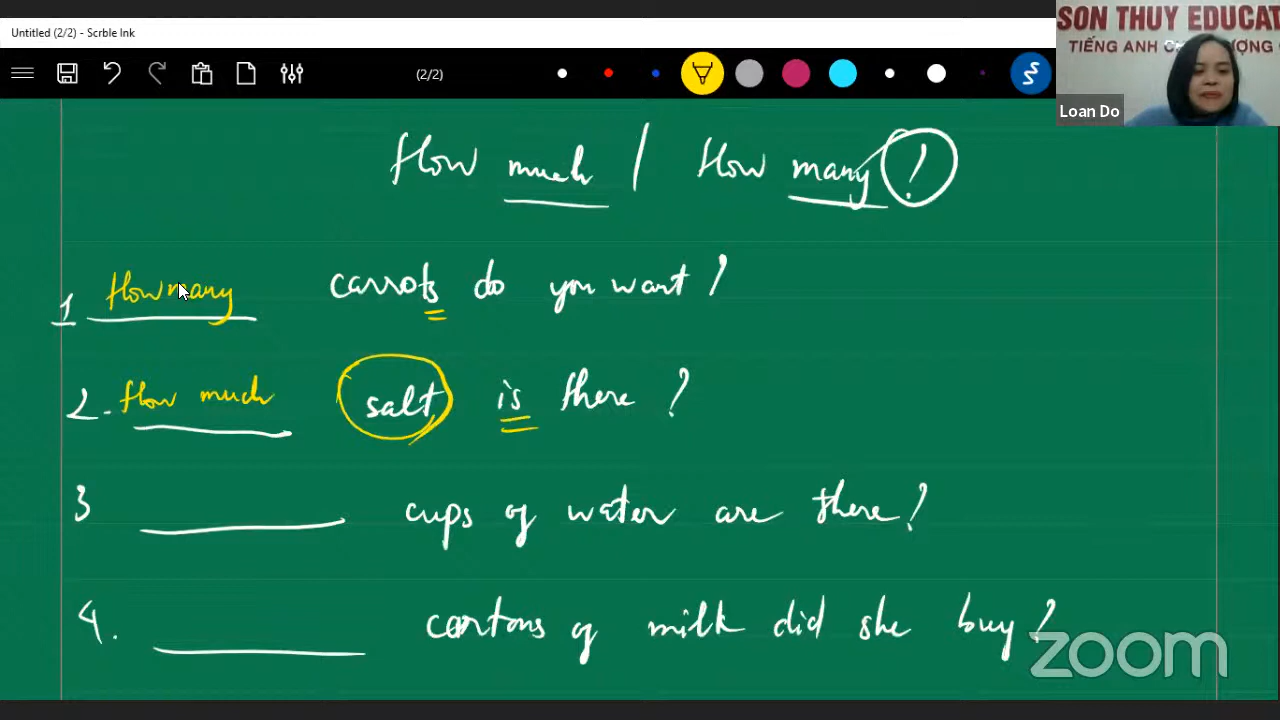 Untitled (2/2) - Scrble Ink
(2/2)
SON THUY EDUCAT
TIẾNG ANH
Loan Do
How much / How many !
1 How many carrots do you want ?
2. How much salt is there ?
3 cups of water are there ?
4. cartons of milk did she buy ?
zoom